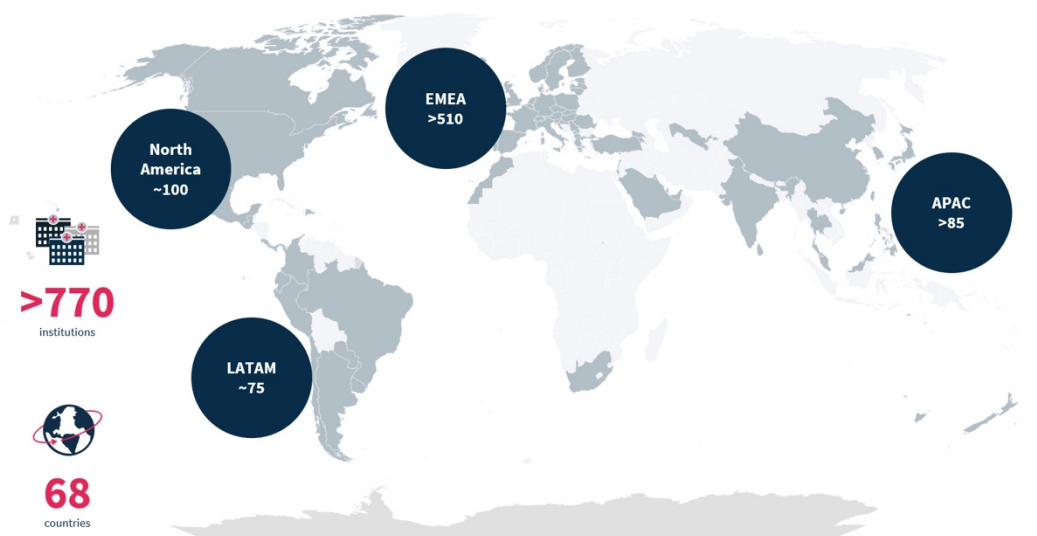 EMEA
>510
North
America
~100
APAC
>85
>770
institutions
LATAM
~75
68
countries